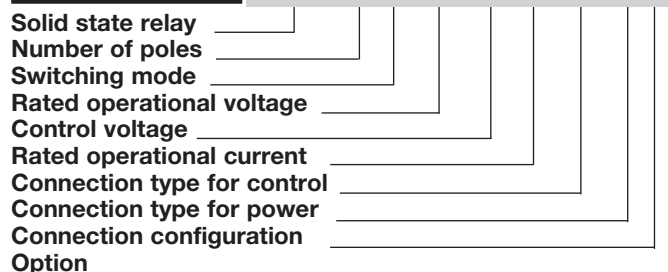 Solid state relay
Number of poles
Switching mode
Rated operational voltage
Control voltage
Rated operational current
Connection type for control
Connection type for power
Connection configuration
Option